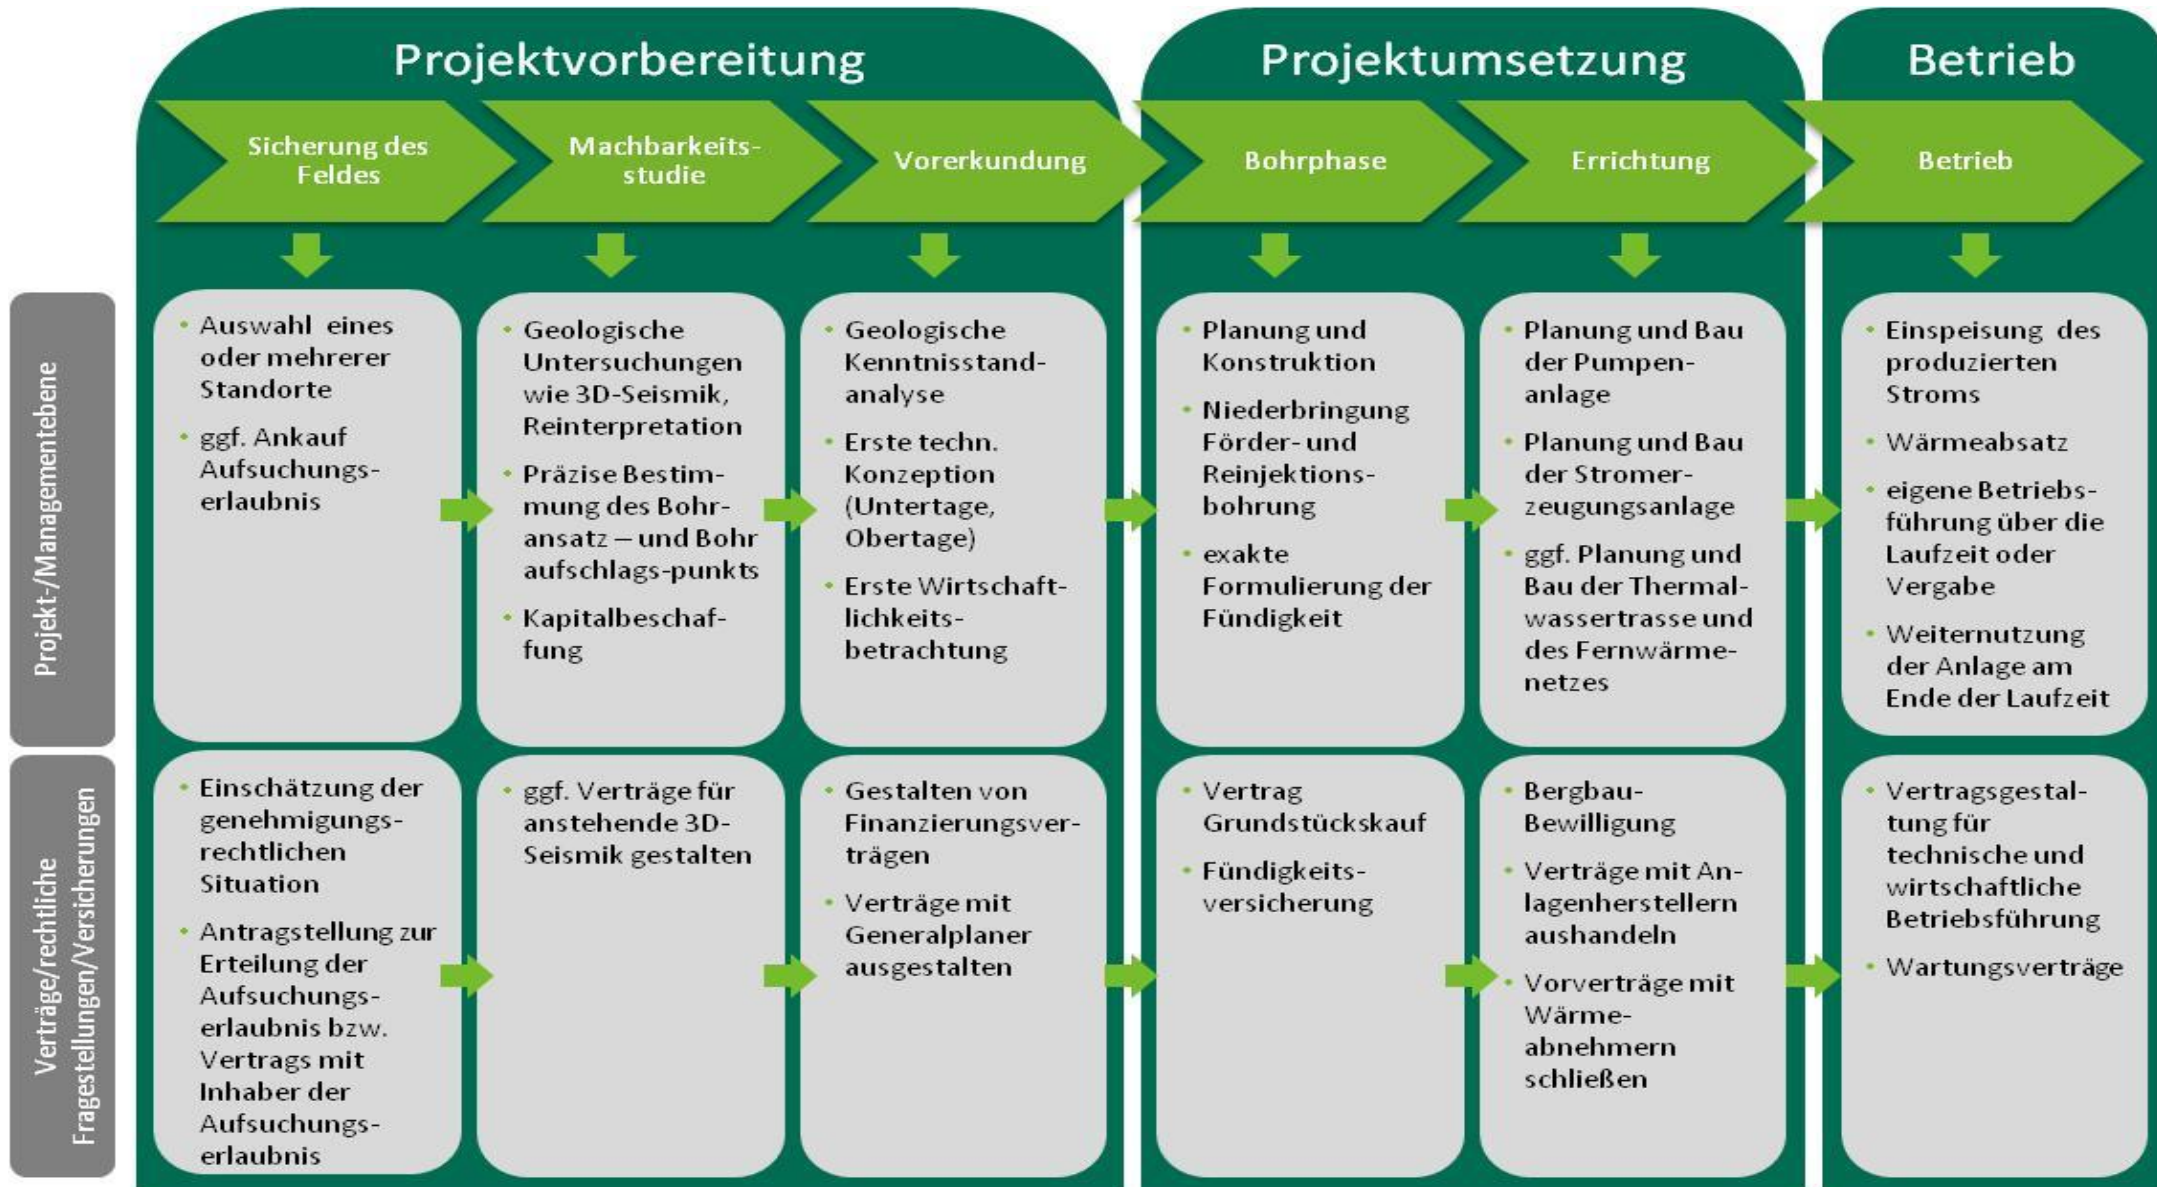 Projektvorbereitung
Projektumsetzung
Betrieb
Sicherung des
Feldes
Machbarkeits-
studie
Vorerkundung
Bohrphase
Errichtung
Betrieb
Projekt-/Managementebene
• Auswahl eines
oder mehrerer
Standorte
• ggf. Ankauf
Aufsuchungs-
erlaubnis
• Geologische
Untersuchungen
wie 3D-Seismik,
Reinterpretation
• Präzise Bestim-
mung des Bohr-
ansatz – und Bohr
aufschlags-punkts
• Kapitalbeschaf-
fung
• Geologische
Kenntnisstand-
analyse
• Erste techn.
Konzeption
(Untertage,
Obertage)
• Erste Wirtschaft-
lichkeits-
betrachtung
• Planung und
Konstruktion
• Niederbringung
Förder- und
Reinjektions-
bohrung
• exakte
Formulierung der
Fündigkeit
• Planung und Bau
der Pumpen-
anlage
• Planung und Bau
der Stromer-
zeugungsanlage
• ggf. Planung und
Bau der Thermal-
wassertrasse und
des Fernwärme-
netzes
• Einspeisung des
produzierten
Stroms
• Wärmeabsatz
• eigene Betriebs-
führung über die
Laufzeit oder
Vergabe
• Weiternutzung
der Anlage am
Ende der Laufzeit
Verträge/rechtliche
Fragestellungen/Versicherungen
• Einschätzung der
genehmigungs-
rechtlichen
Situation
• Antragstellung zur
Erteilung der
Aufsuchungs-
erlaubnis bzw.
Vertrags mit
Inhaber der
Aufsuchungs-
erlaubnis
• ggf. Verträge für
anstehende 3D-
Seismik gestalten
• Gestalten von
Finanzierungsver-
trägen
• Verträge mit
Generalplaner
ausgestalten
• Vertrag
Grundstückskauf
• Fündigkeits-
versicherung
• Bergbau-
Bewilligung
• Verträge mit An-
lagenherstellern
aushandeln
• Vorverträge mit
Wärme-
abnehmern
schließen
• Vertragsgestal-
tung für
technische und
wirtschaftliche
Betriebsführung
• Wartungsverträge